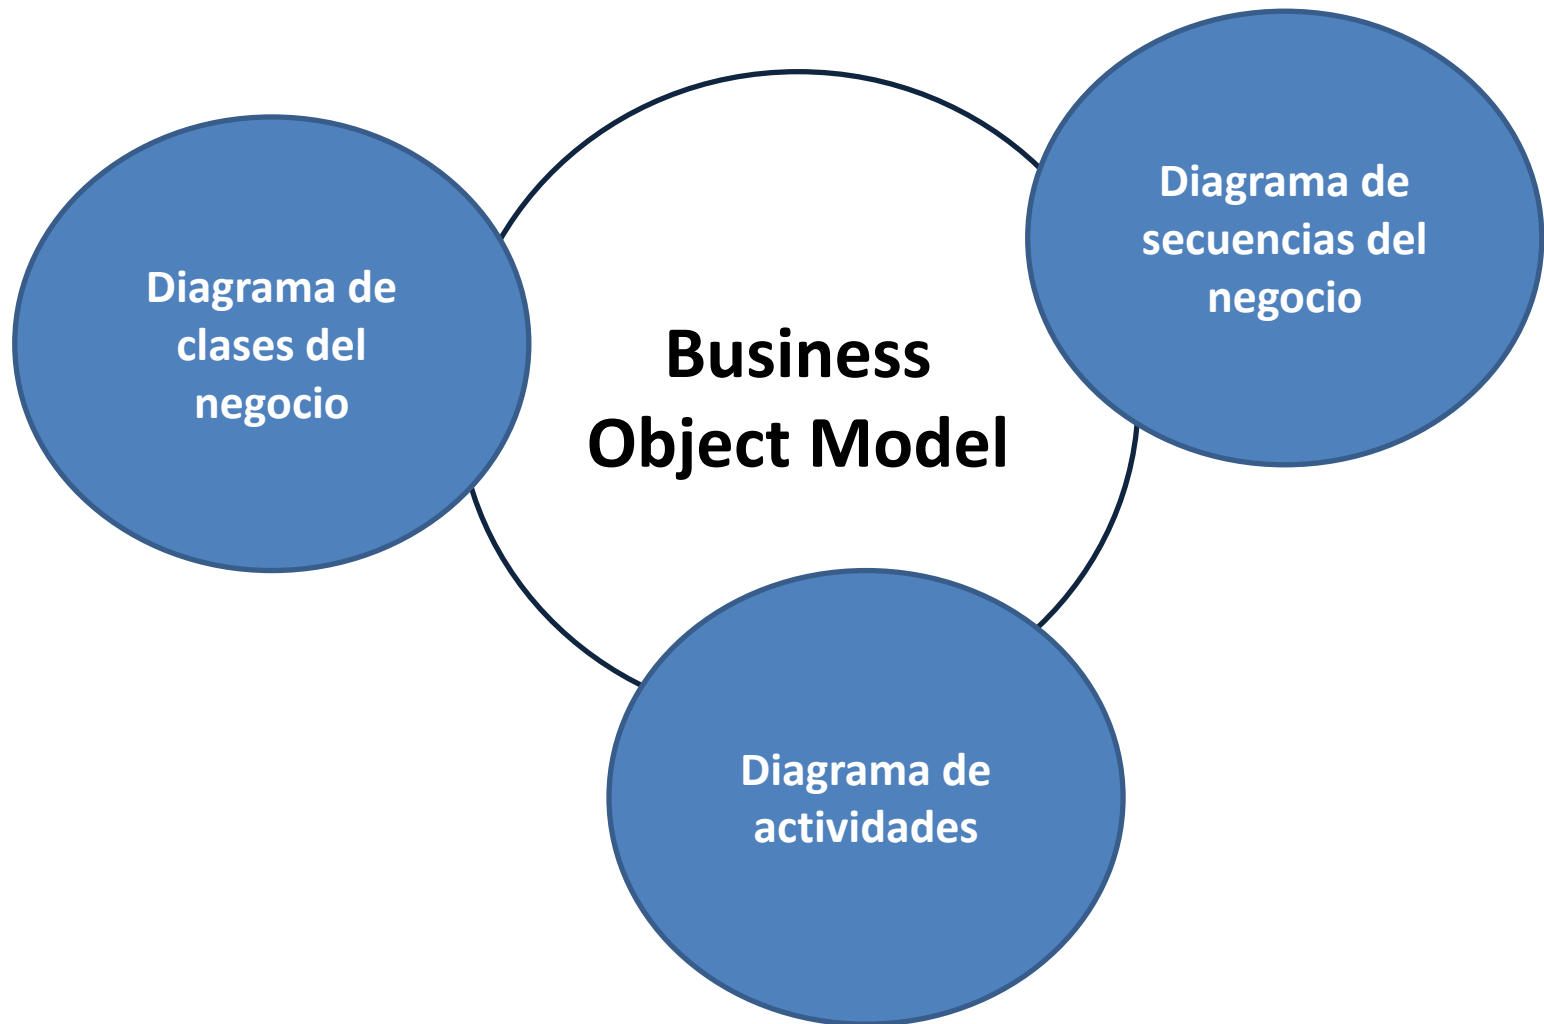 Diagrama de
clases del
negocio
Business
Object Model
Diagrama de
secuencias del
negocio
Diagrama de
actividades